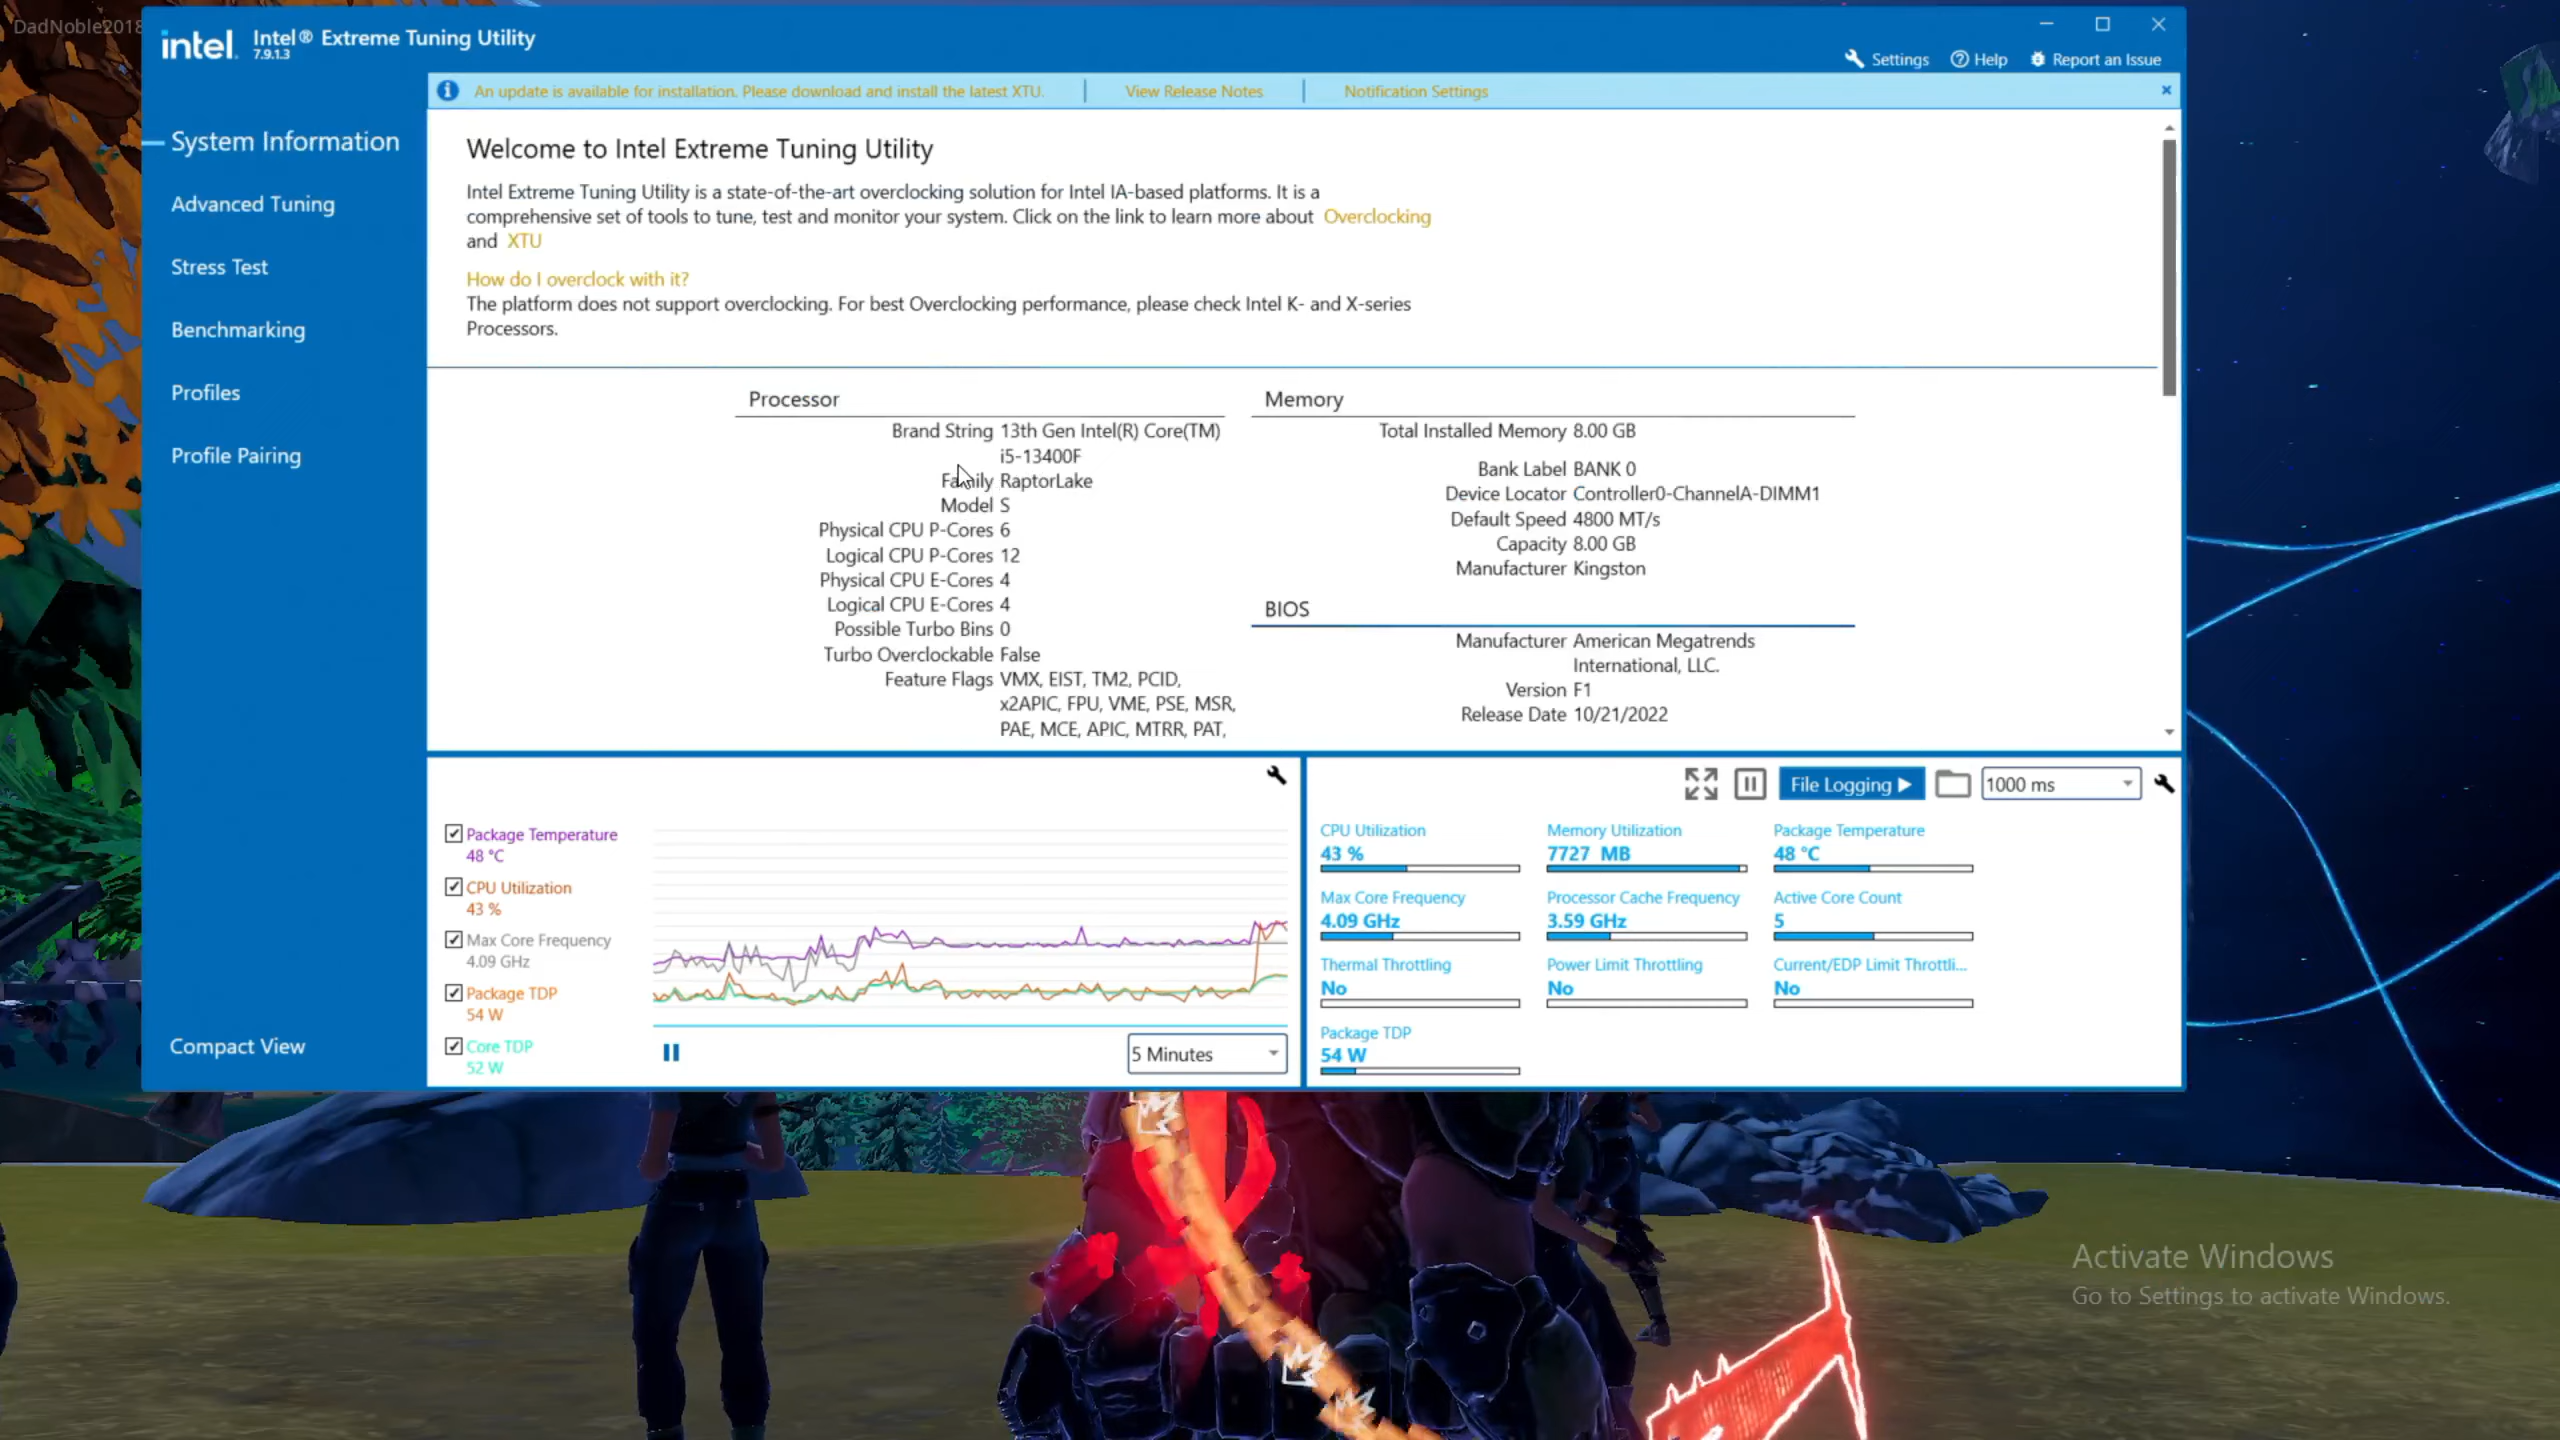 DadNoble2018
intel. Intel® Extreme Tuning Utility
7.9.1.3
Settings Help Report an Issue
An update is available for installation. Please download and install the latest XTU. View Release Notes Notification Settings
System Information
Advanced Tuning
Stress Test
Benchmarking
Profiles
Profile Pairing
Compact View
Welcome to Intel Extreme Tuning Utility
Intel Extreme Tuning Utility is a state-of-the-art overclocking solution for Intel IA-based platforms. It is a
comprehensive set of tools to tune, test and monitor your system. Click on the link to learn more about Overclocking
and XTU
How do I overclock with it?
The platform does not support overclocking. For best Overclocking performance, please check Intel K- and X-series
Processors.
Processor
Brand String 13th Gen Intel(R) Core(TM)
i5-13400F
Family RaptorLake
Model S
Physical CPU P-Cores 6
Logical CPU P-Cores 12
Physical CPU E-Cores 4
Logical CPU E-Cores 4
Possible Turbo Bins 0
Turbo Overclockable False
Feature Flags VMX, EIST, TM2, PCID,
x2APIC, FPU, VME, PSE, MSR,
PAE, MCE, APIC, MTRR, PAT,
Memory
Total Installed Memory 8.00 GB
Bank Label BANK 0
Device Locator Controller0-ChannelA-DIMM1
Default Speed 4800 MT/s
Capacity 8.00 GB
Manufacturer Kingston
BIOS
Manufacturer American Megatrends
International, LLC.
Version F1
Release Date 10/21/2022
Package Temperature
48 °C
CPU Utilization
43 %
Max Core Frequency
4.09 GHz
Package TDP
54 W
Core TDP
52 W
5 Minutes
File Logging 1000 ms
CPU Utilization Memory Utilization Package Temperature
43 % 7727 MB 48 °C
Max Core Frequency Processor Cache Frequency Active Core Count
4.09 GHz 3.59 GHz 5
Thermal Throttling Power Limit Throttling Current/EDP Limit Throttli...
No No No
Package TDP
54 W
Activate Windows
Go to Settings to activate Windows.